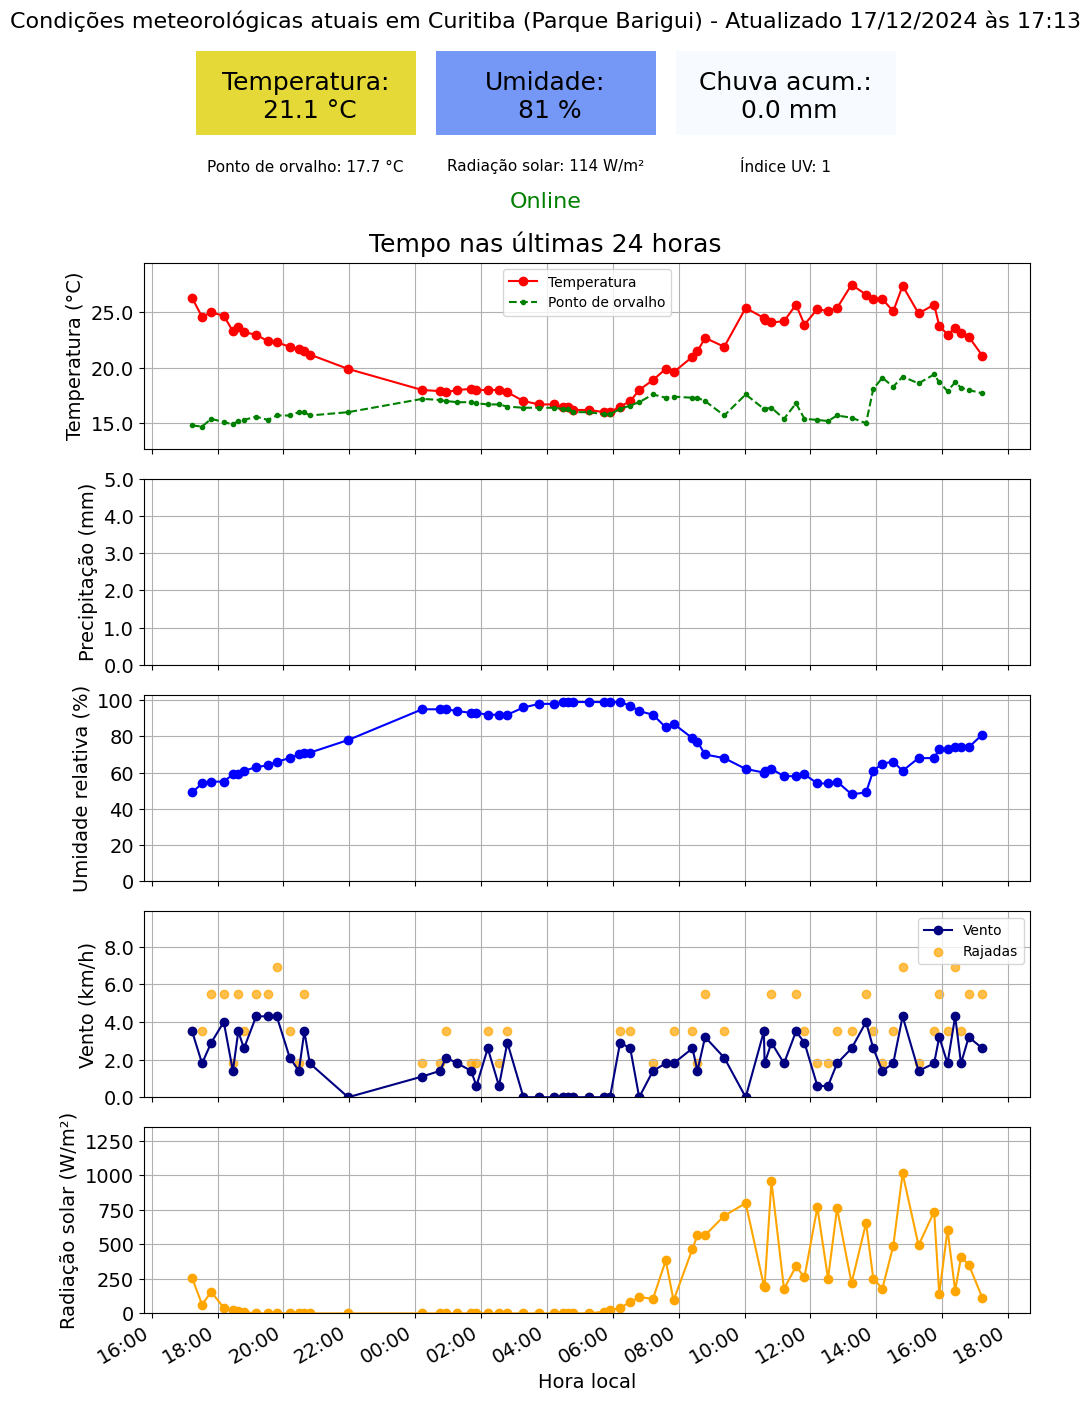 Condições meteorológicas atuais em Curitiba (Parque Barigui) - Atualizado 17/12/2024 às 17:13
Temperatura:
21.1 °C
Umidade:
81 %
Chuva acum.:
0.0 mm
Ponto de orvalho: 17.7 °C
Radiação solar: 114 W/m²
Índice UV: 1
Online
Tempo nas últimas 24 horas
Temperatura (°C)
25.0
20.0
15.0
Temperatura
Ponto de orvalho
Precipitação (mm)
5.0
4.0
3.0
2.0
1.0
0.0
Umidade relativa (%)
100
80
60
40
20
0
Vento (km/h)
8.0
6.0
4.0
2.0
0.0
Vento
Rajadas
Radiação solar (W/m²)
1250
1000
750
500
250
0
16:00
18:00
20:00
22:00
00:00
02:00
04:00
06:00
08:00
10:00
12:00
14:00
16:00
18:00
Hora local